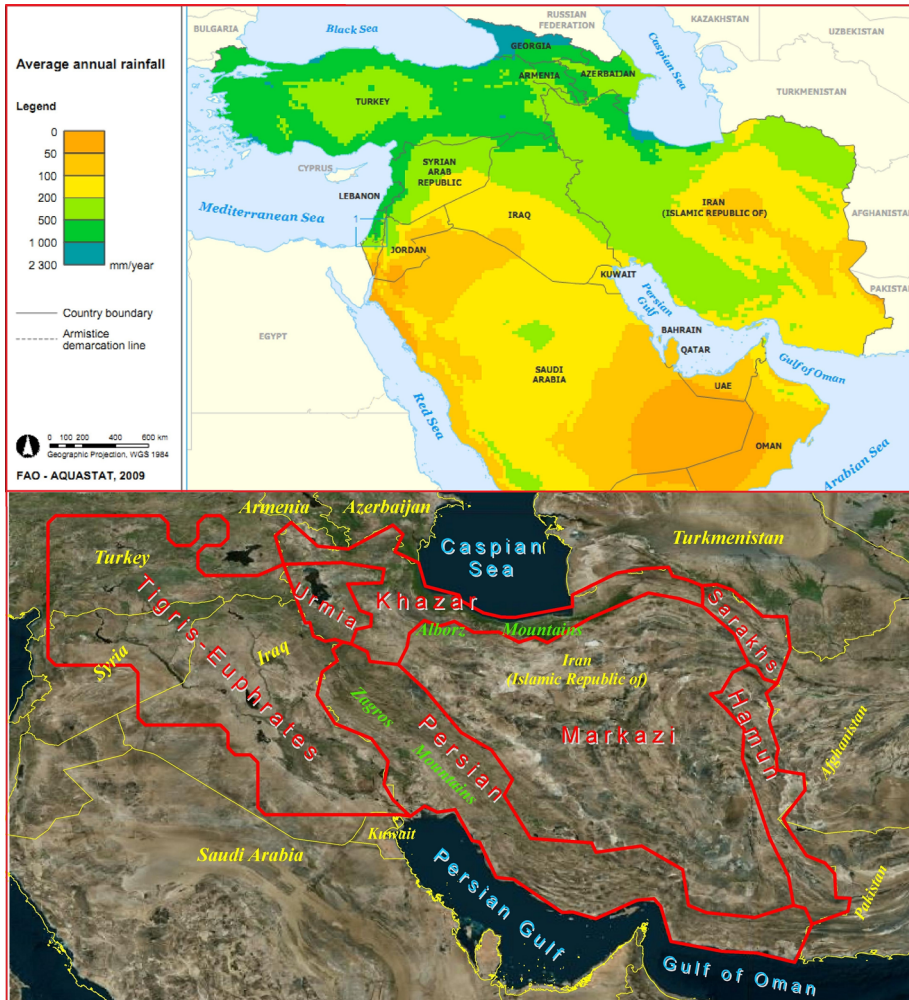 Average annual rainfall
Legend
0
50
100
200
500
1 000
2 300
mm/year
Country boundary
Armistice
demarcation line
0 100 200 400 600 km
Geographic Projection, WGS 1984
FAO - AQUASTAT, 2009
BULGARIA
Black Sea
RUSSIAN
FEDERATION
KAZAKHSTAN
UZBEKISTAN
GEORGIA
Caspian Sea
ARMENIA
AZERBAIJAN
TURKMENISTAN
TURKEY
CYPRUS
SYRIAN
ARAB
REPUBLIC
LEBANON
Mediterranean Sea
IRAQ
IRAN
(ISLAMIC REPUBLIC OF)
AFGHANISTAN
JORDAN
KUWAIT
PAKISTAN
EGYPT
Persian
Gulf
BAHRAIN
QATAR
Gulf of Oman
SAUDI
ARABIA
UAE
Red Sea
OMAN
Arabian Sea
Armenia
Azerbaijan
Caspian
Sea
Turkmenistan
Turkey
Urmia
Khazar
Sarakhs
Alborz
Mountains
Tigris-Euphrates
Iraq
Syria
Iran
(Islamic Republic of)
Zagros
Mountains
Persian
Markazi
Hamun
Afghanistan
Kuwait
Saudi Arabia
Persian Gulf
Pakistan
Gulf of Oman